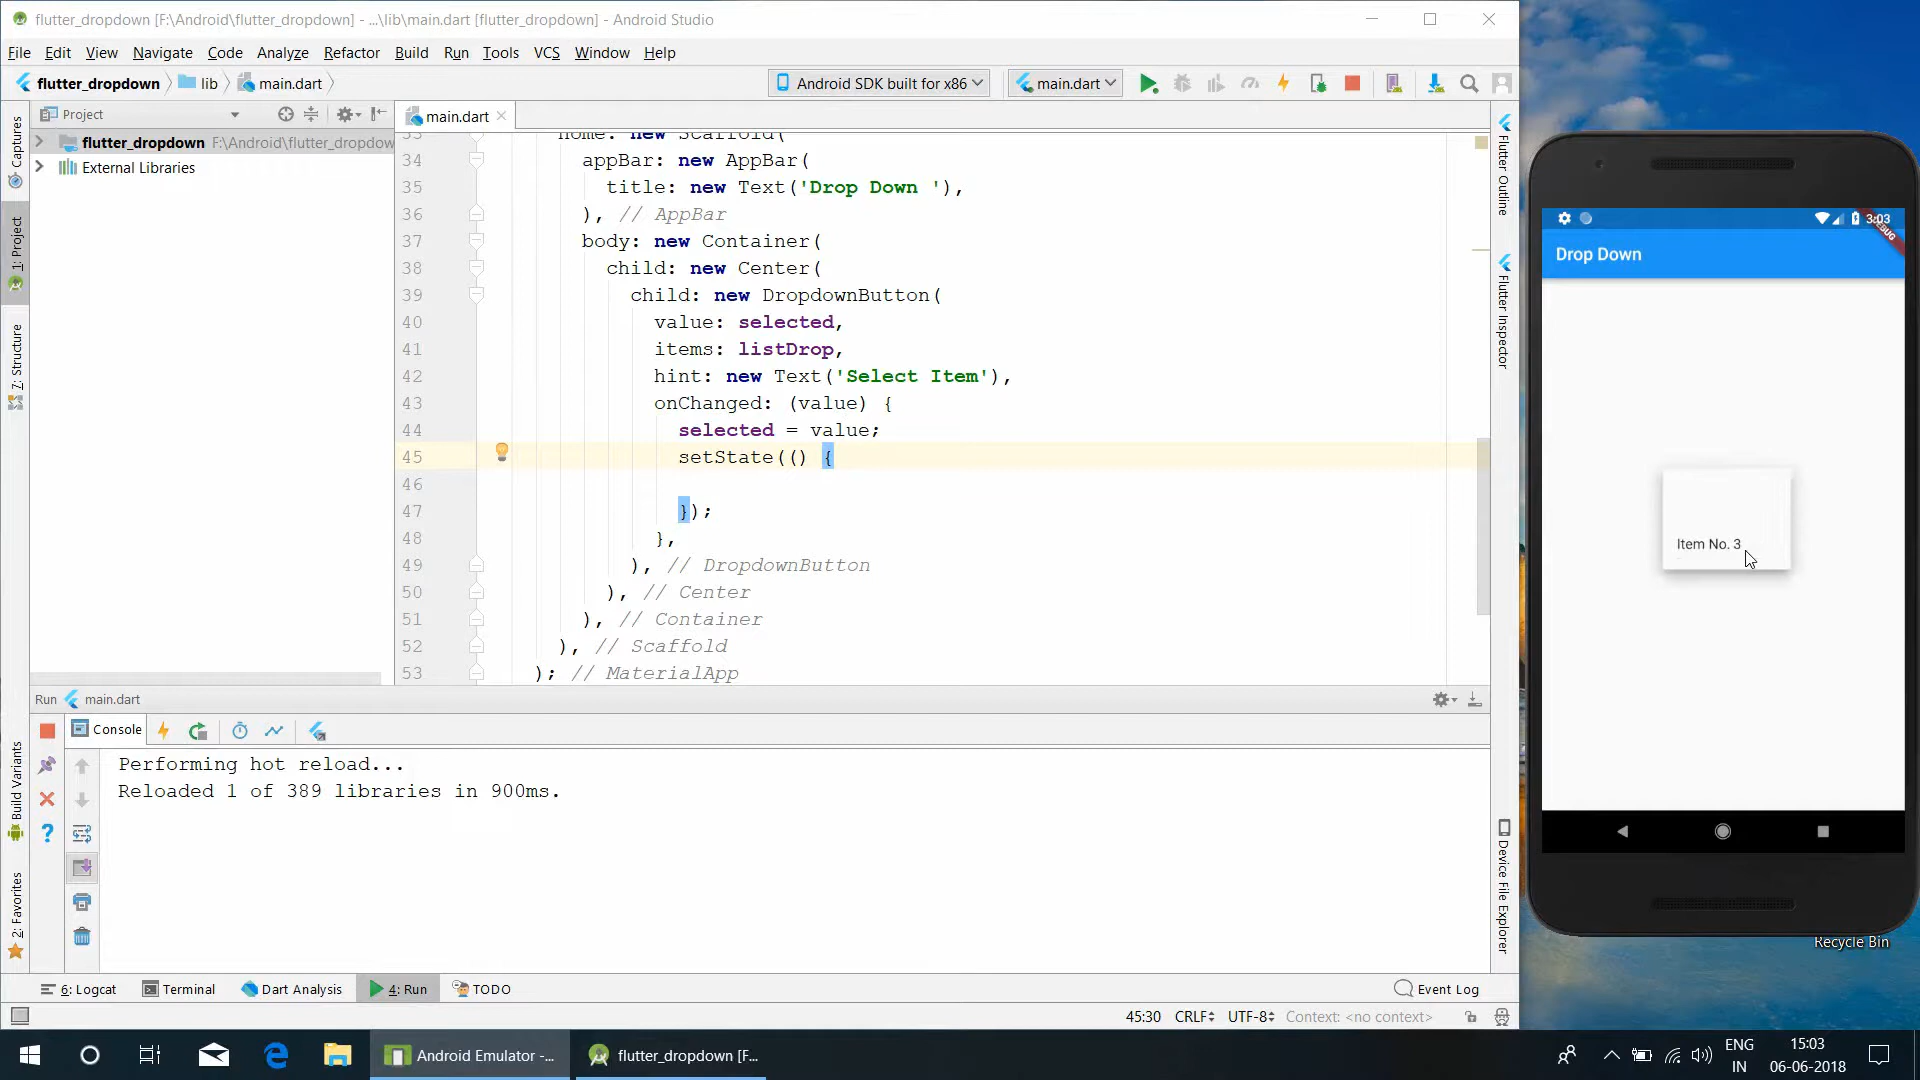 flutter_dropdown [F:\Android\flutter_dropdown] - ...\lib\main.dart [flutter_dropdown] - Android Studio
File Edit View Navigate Code Analyze Refactor Build Run Tools VCS Window Help
flutter_dropdown lib main.dart Android SDK built for x86 main.dart
Captures
1: Project
7: Structure
Build Variants
2: Favorites
Project
flutter_dropdown F:\Android\flutter_dropdow
External Libraries
main.dart
33 home: new Scaffold(
34 appBar: new AppBar(
35 title: new Text('Drop Down '),
36 ), // AppBar
37 body: new Container(
38 child: new Center(
39 child: new DropdownButton(
40 value: selected,
41 items: listDrop,
42 hint: new Text('Select Item'),
43 onChanged: (value) {
44 selected = value;
45 setState(() {
46
47 });
48 },
49 ), // DropdownButton
50 ), // Center
51 ), // Container
52 ), // Scaffold
53 ); // MaterialApp
Flutter Outline
Flutter Inspector
Device File Explorer
Run main.dart
Console
Performing hot reload...
Reloaded 1 of 389 libraries in 900ms.
6: Logcat Terminal Dart Analysis 4: Run TODO Event Log
45:30 CRLF UTF-8 Context: <no context>
3:03
DEBUG
Drop Down
Item No. 3
Recycle Bin
Android Emulator -...
flutter_dropdown [F...
ENG
IN
15:03
06-06-2018